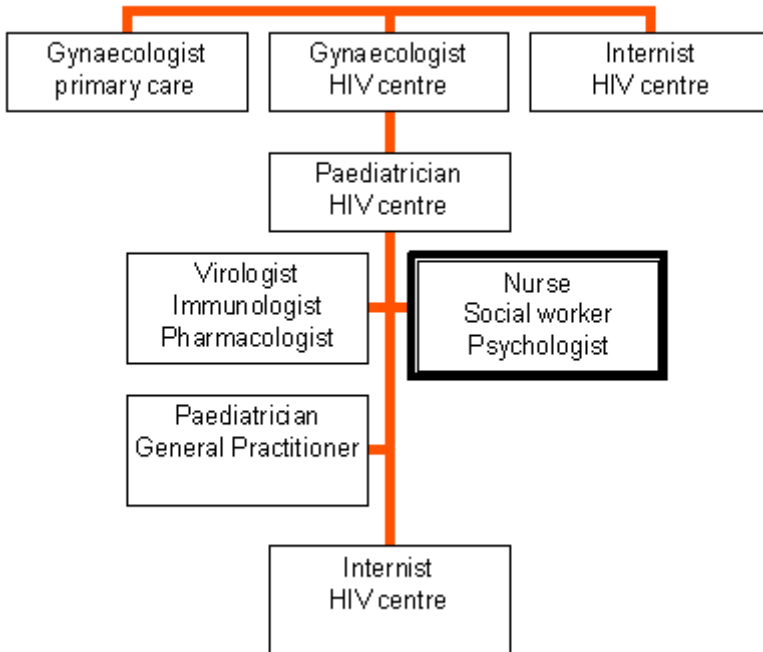 Gynaecologist
primary care
Gynaecologist
HIV centre
Internist
HIV centre
Paediatrician
HIV centre
Virologist
Immunologist
Pharmacologist
Nurse
Social worker
Psychologist
Paediatrician
General Practitioner
Internist
HIV centre